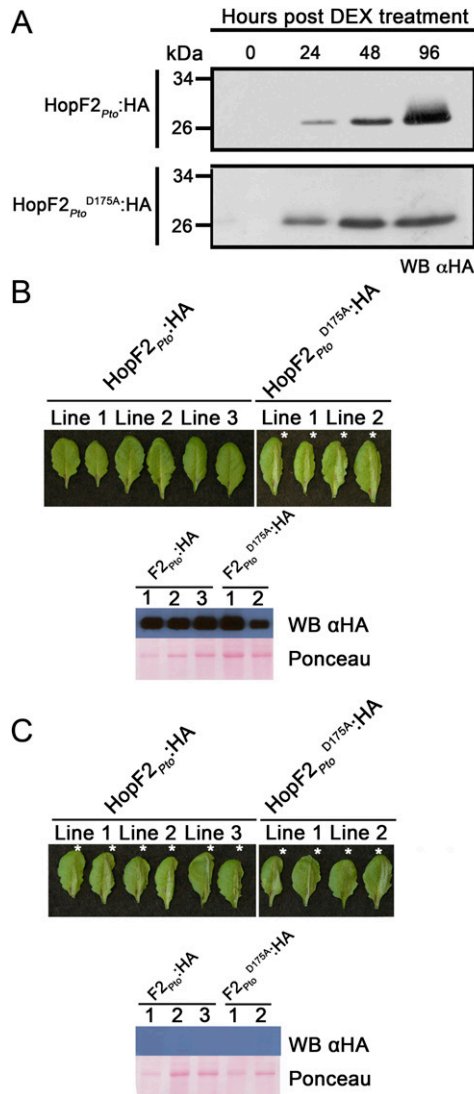 A
Hours post DEX treatment
kDa 0 24 48 96
HopF2Pto:HA
34
26
HopF2PtoD175A:HA
34
26
WB αHA
B
HopF2Pto:HA
HopF2PtoD175A:HA
Line 1 Line 2 Line 3 Line 1 Line 2
* * * *
F2Pto:HA
F2PtoD175A:HA
1 2 3 1 2
WB αHA
Ponceau
C
HopF2Pto:HA
HopF2PtoD175A:HA
Line 1 Line 2 Line 3 Line 1 Line 2
* * * * * * * * * *
F2Pto:HA
F2PtoD175A:HA
1 2 3 1 2
WB αHA
Ponceau